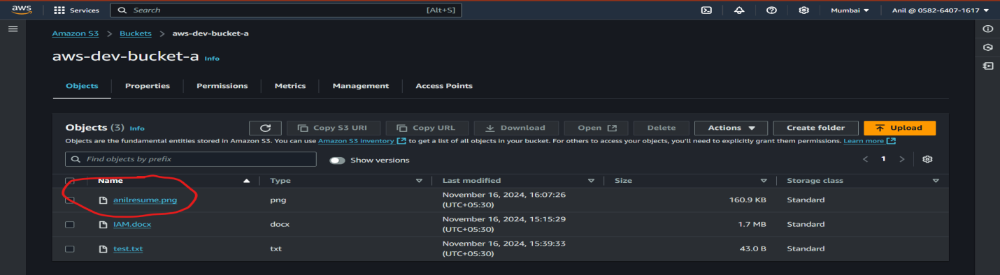 aws Services Search [Alt+S] Mumbai ▼ Anil @ 0582-6407-1617 ▼
Amazon S3 > Buckets > aws-dev-bucket-a
aws-dev-bucket-a Info
Objects Properties Permissions Metrics Management Access Points
Objects (3) Info Copy S3 URI Copy URL Download Open Delete Actions ▼ Create folder Upload
Objects are the fundamental entities stored in Amazon S3. You can use Amazon S3 inventory to get a list of all objects in your bucket. For others to access your objects, you'll need to explicitly grant them permissions. Learn more
Find objects by prefix Show versions < 1 >
Name Type Last modified Size Storage class
anilresume.png png November 16, 2024, 16:07:26 160.9 KB Standard
(UTC+05:30)
IAM.docx docx November 16, 2024, 15:15:29 1.7 MB Standard
(UTC+05:30)
test.txt txt November 16, 2024, 15:39:33 43.0 B Standard
(UTC+05:30)